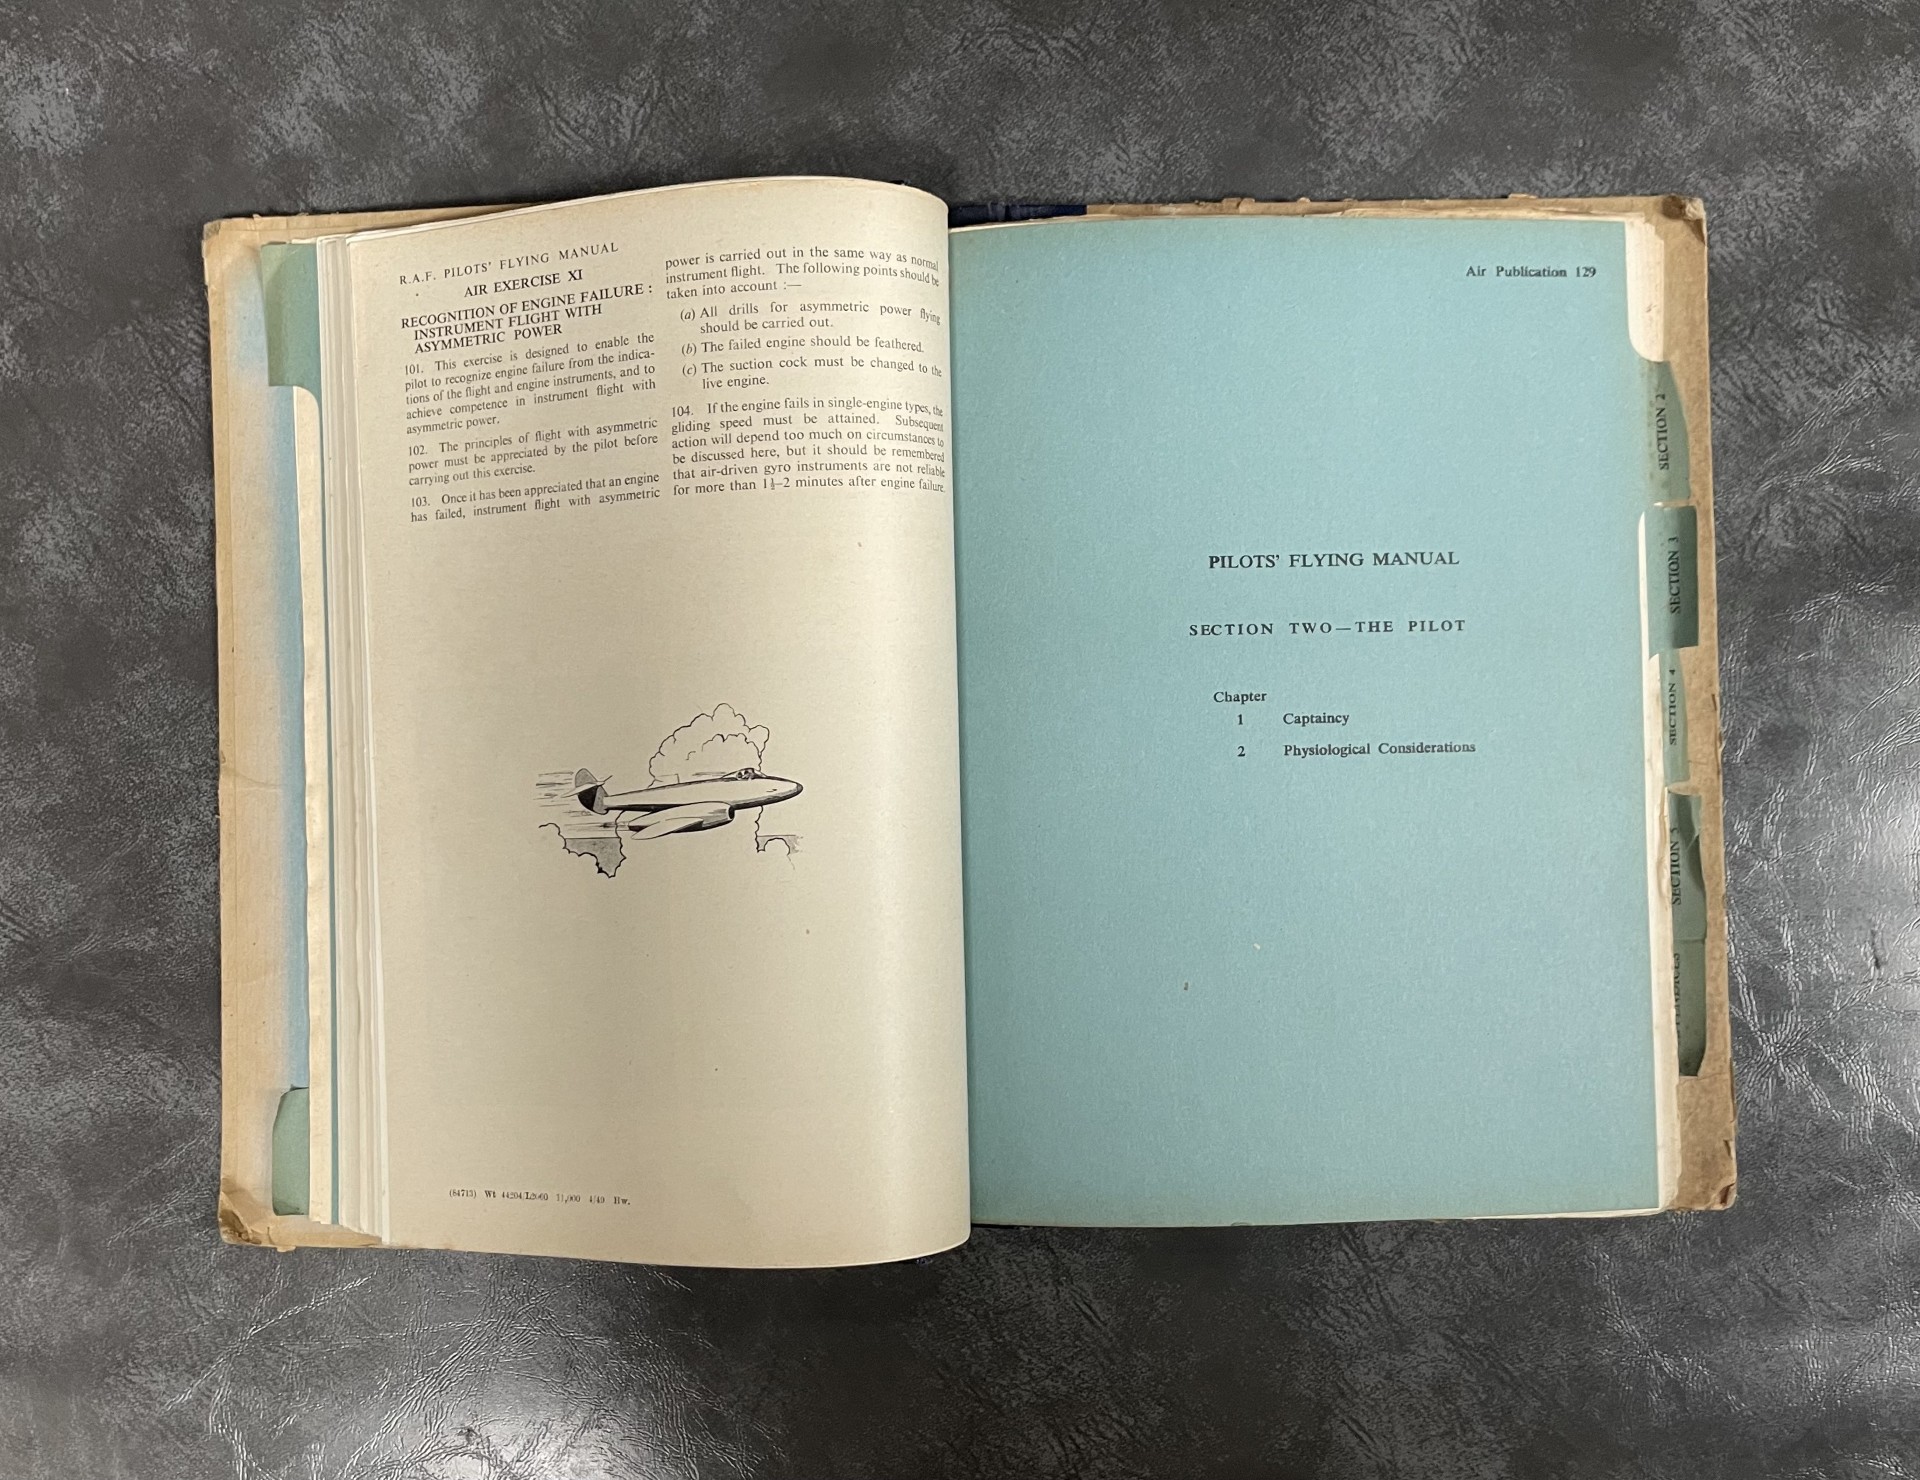 R.A.F. PILOTS' FLYING MANUAL
AIR EXERCISE XI
RECOGNITION OF ENGINE FAILURE :
INSTRUMENT FLIGHT WITH
ASYMMETRIC POWER
101. This exercise is designed to enable the
pilot to recognize engine failure from the indica-
tions of the flight and engine instruments, and to
achieve competence in instrument flight with
asymmetric power.
102. The principles of flight with asymmetric
power must be appreciated by the pilot before
carrying out this exercise.
103. Once it has been appreciated that an engine
has failed, instrument flight with asymmetric
power is carried out in the same way as normal
instrument flight. The following points should be
taken into account :—
(a) All drills for asymmetric power flying
should be carried out.
(b) The failed engine should be feathered.
(c) The suction cock must be changed to the
live engine.
104. If the engine fails in single-engine types, the
gliding speed must be attained. Subsequent
action will depend too much on circumstances to
be discussed here, but it should be remembered
that air-driven gyro instruments are not reliable
for more than 1½–2 minutes after engine failure.
(84713) Wt 4/49 Hw.
Air Publication 129
PILOTS' FLYING MANUAL
SECTION TWO—THE PILOT
Chapter
1 Captaincy
2 Physiological Considerations
SECTION 2
SECTION 3
SECTION 4
SECTION 5